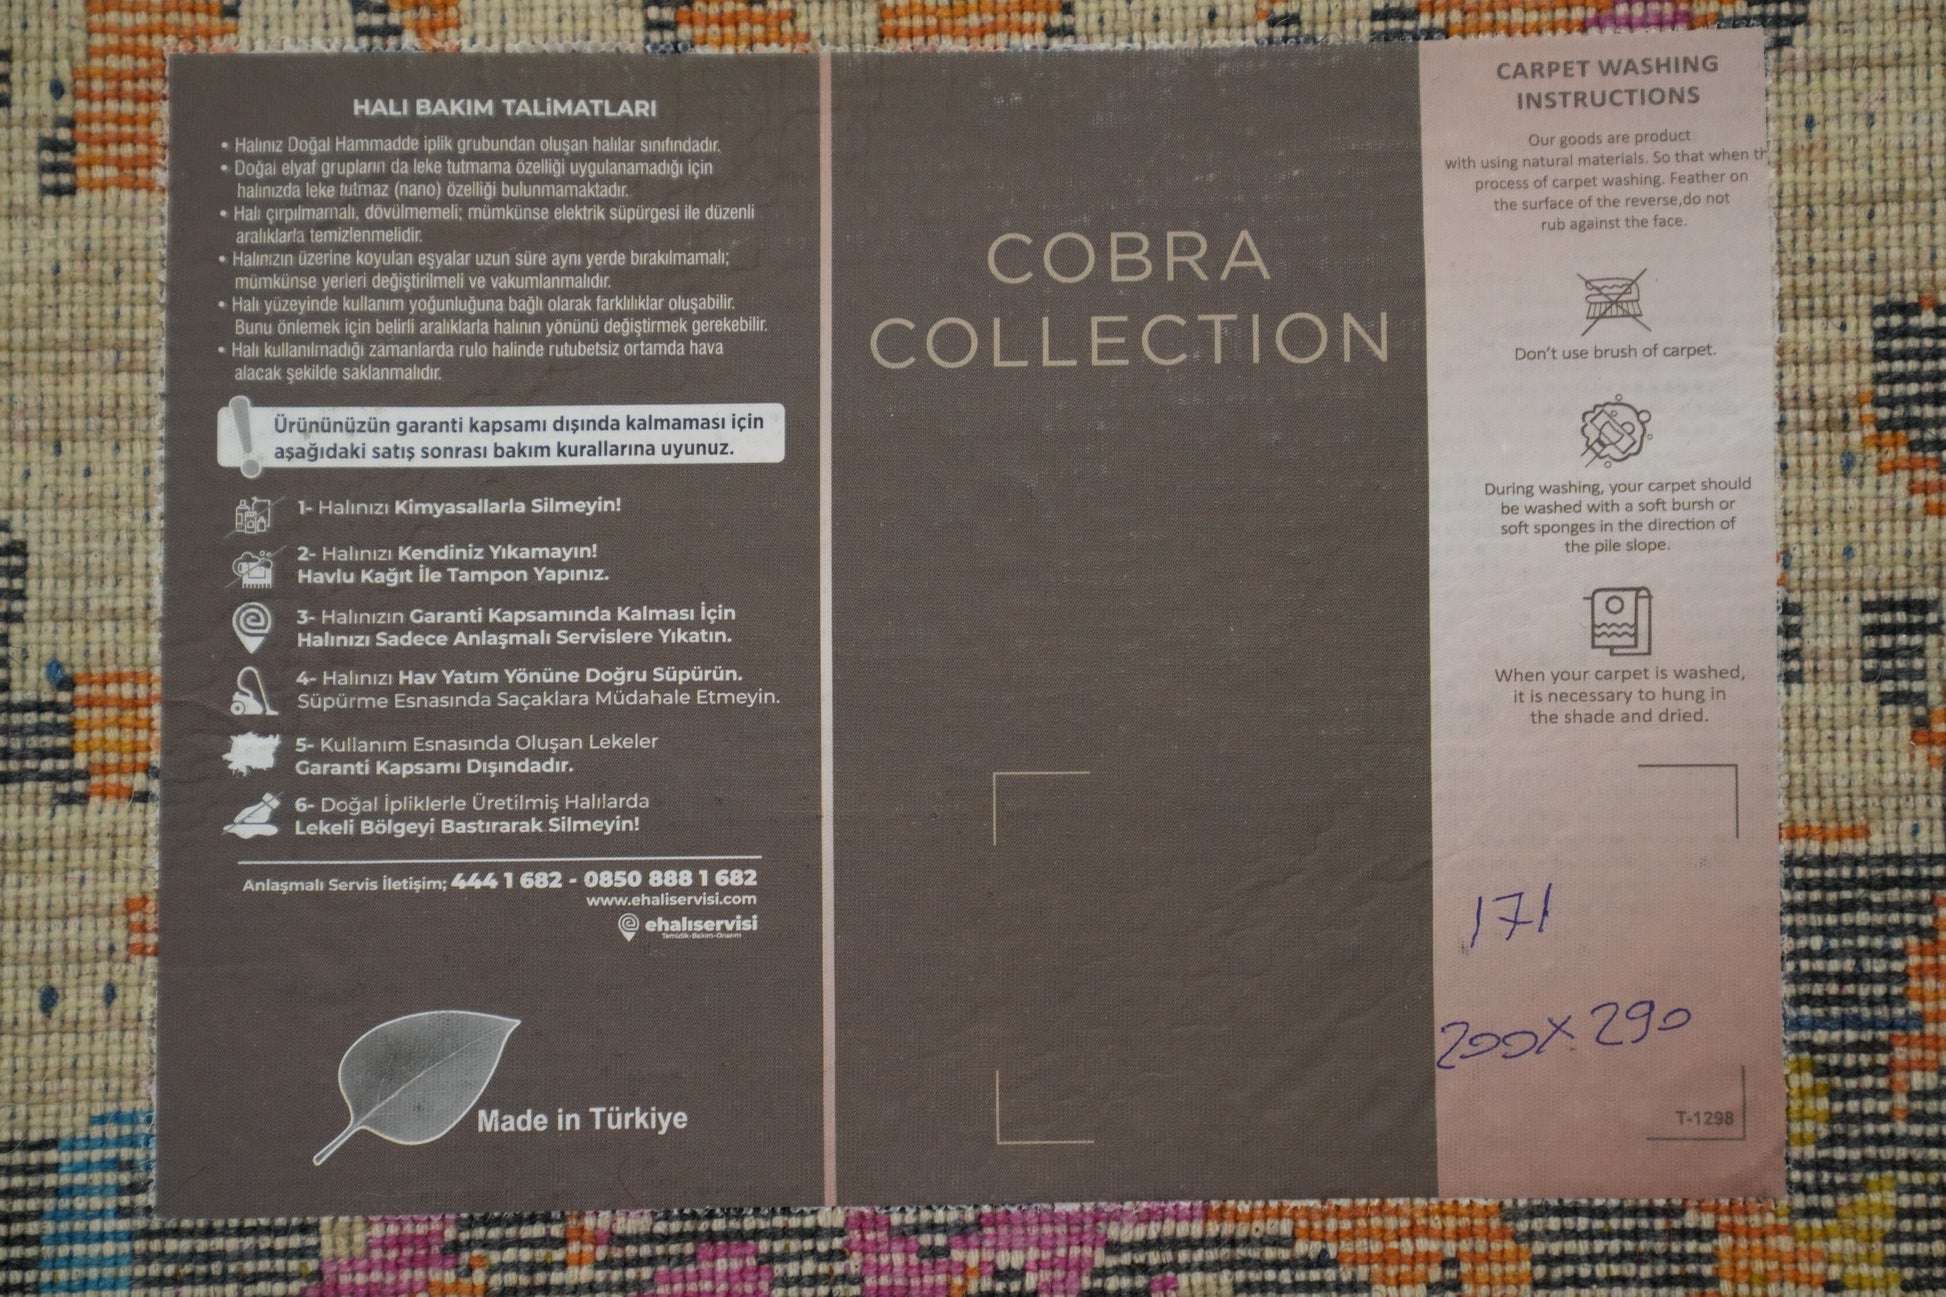 HALI BAKIM TALİMATLARI
• Halınız Doğal Hammadde iplik grubundan oluşan halılar sınıfındadır.
• Doğal elyaf grupların da leke tutmama özelliği uygulanamadığı için
halınızda leke tutmaz (nano) özelliği bulunmamaktadır.
• Halı çırpılmamalı, dövülmemeli; mümkünse elektrik süpürgesi ile düzenli
aralıklarla temizlenmelidir.
• Halınızın üzerine koyulan eşyalar uzun süre aynı yerde bırakılmamalı;
mümkünse yerleri değiştirilmeli ve vakumlanmalıdır.
• Halı yüzeyinde kullanım yoğunluğuna bağlı olarak farklılıklar oluşabilir.
Bunu önlemek için belirli aralıklarla halının yönünü değiştirmek gerekebilir.
• Halı kullanılmadığı zamanlarda rulo halinde rutubetsiz ortamda hava
alacak şekilde saklanmalıdır.
Ürününüzün garanti kapsamı dışında kalmaması için
aşağıdaki satış sonrası bakım kurallarına uyunuz.
1- Halınızı Kimyasallarla Silmeyin!
2- Halınızı Kendiniz Yıkamayın!
Havlu Kağıt İle Tampon Yapınız.
3- Halınızın Garanti Kapsamında Kalması İçin
Halınızı Sadece Anlaşmalı Servislere Yıkatın.
4- Halınızı Hav Yatım Yönüne Doğru Süpürün.
Süpürme Esnasında Saçaklara Müdahale Etmeyin.
5- Kullanım Esnasında Oluşan Lekeler
Garanti Kapsamı Dışındadır.
6- Doğal İpliklerle Üretilmiş Halılarda
Lekeli Bölgeyi Bastırarak Silmeyin!
Anlaşmalı Servis İletişim; 444 1 682 - 0850 888 1 682
www.ehaliservisi.com
ehalıservisi
Temizlik-Bakım-Onarım
Made in Türkiye
COBRA
COLLECTION
CARPET WASHING
INSTRUCTIONS
Our goods are product
with using natural materials. So that when th
process of carpet washing. Feather on
the surface of the reverse,do not
rub against the face.
Don't use brush of carpet.
During washing, your carpet should
be washed with a soft bursh or
soft sponges in the direction of
the pile slope.
When your carpet is washed,
it is necessary to hung in
the shade and dried.
171
200x290
T-1298